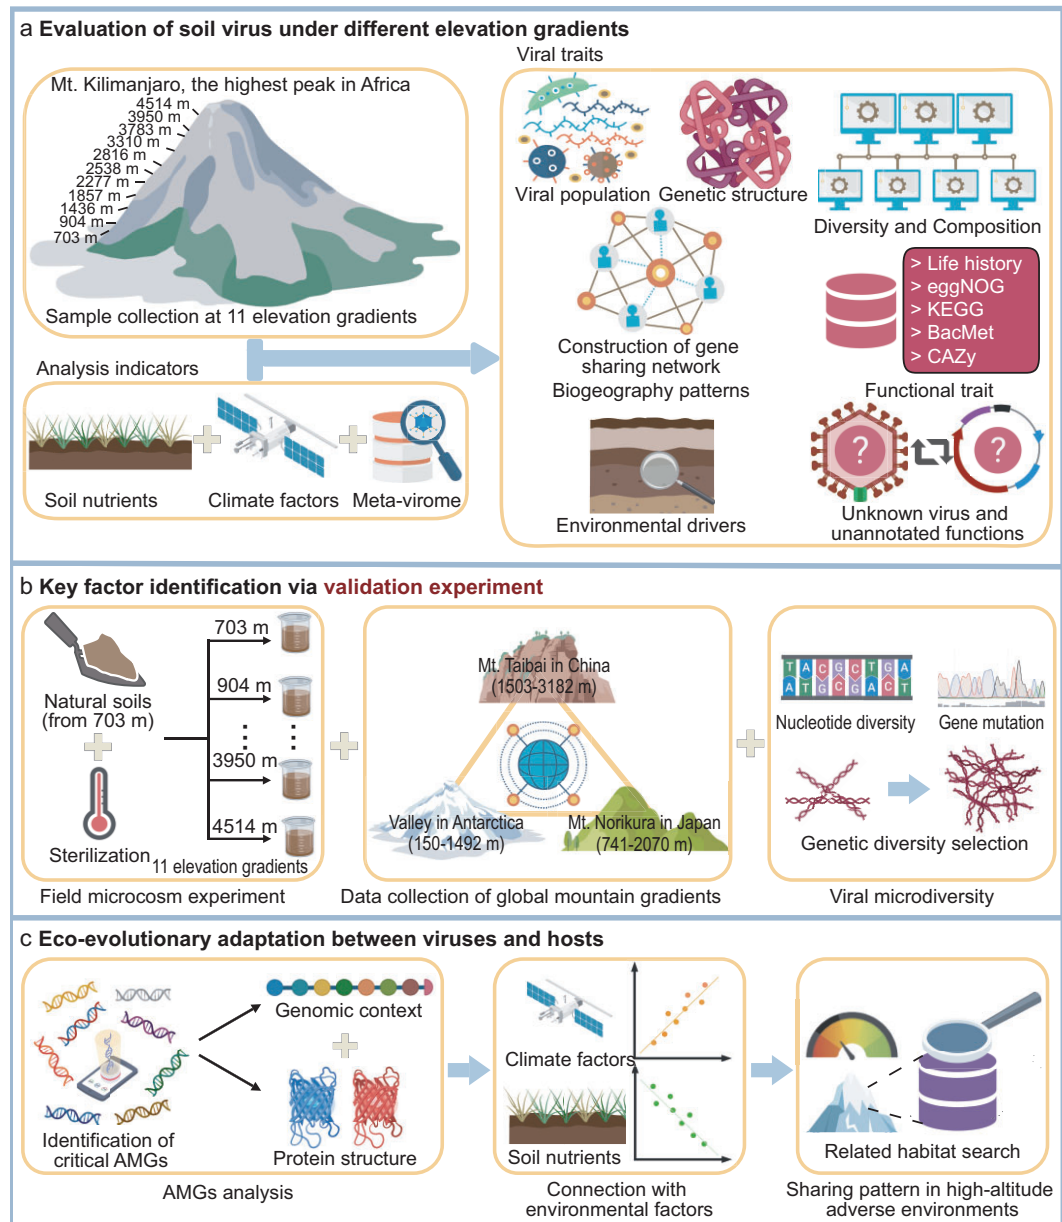 a Evaluation of soil virus under different elevation gradients
Mt. Kilimanjaro, the highest peak in Africa
4514 m
3950 m
3783 m
3310 m
2816 m
2538 m
2277 m
1857 m
1436 m
904 m
703 m
Sample collection at 11 elevation gradients
Analysis indicators
Soil nutrients
Climate factors
Meta-virome
Viral traits
Viral population
Genetic structure
Diversity and Composition
Construction of gene
sharing network
Biogeography patterns
> Life history
> eggNOG
> KEGG
> BacMet
> CAZy
Functional trait
Environmental drivers
?
?
Unknown virus and
unannotated functions
b Key factor identification via validation experiment
Natural soils
(from 703 m)
Sterilization
703 m
904 m
3950 m
4514 m
11 elevation gradients
Field microcosm experiment
Mt. Taibai in China
(1503-3182 m)
Valley in Antarctica
(150-1492 m)
Mt. Norikura in Japan
(741-2070 m)
Data collection of global mountain gradients
T A C G C T G A
A T G C G A C T
Nucleotide diversity
Gene mutation
Genetic diversity selection
Viral microdiversity
c Eco-evolutionary adaptation between viruses and hosts
Identification of
critical AMGs
Genomic context
Protein structure
AMGs analysis
Climate factors
Soil nutrients
Connection with
environmental factors
Related habitat search
Sharing pattern in high-altitude
adverse environments